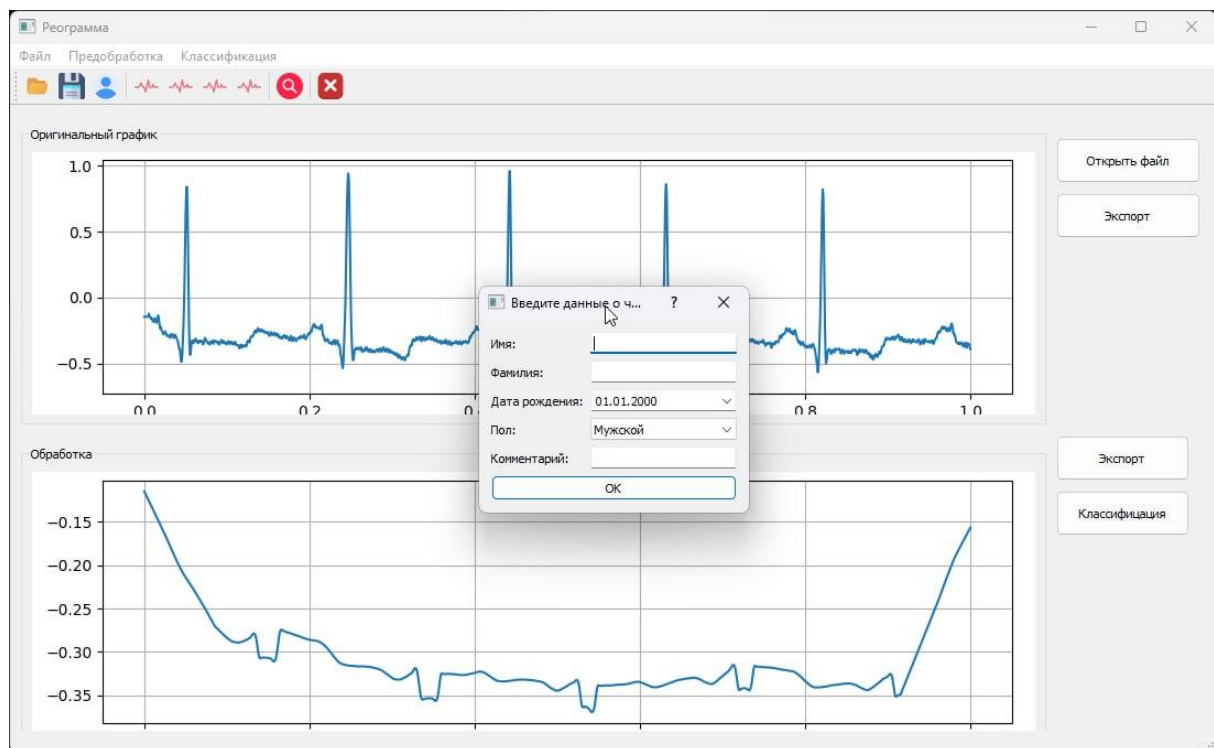 Реограмма
Файл Предобработка Классификация
Оригинальный график
Открыть файл
Экспорт
1.0
0.5
0.0
−0.5
0.0 0.2 0.8 1.0
Введите данные о ч... ?
Имя:
Фамилия:
Дата рождения: 01.01.2000
Пол: Мужской
Комментарий:
OK
Обработка
Экспорт
Классифицация
−0.15
−0.20
−0.25
−0.30
−0.35